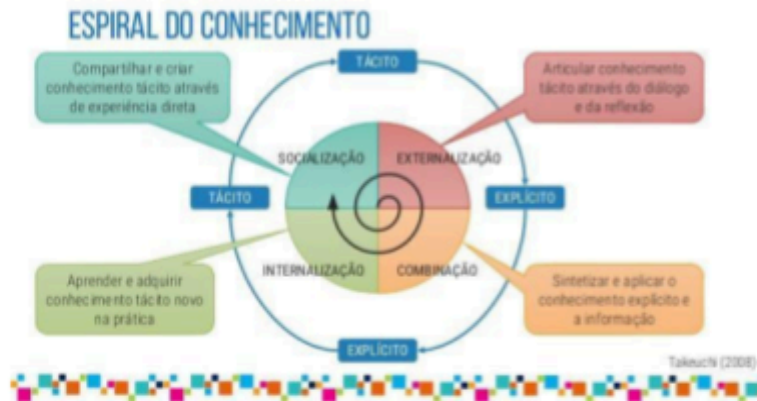 ESPIRAL DO CONHECIMENTO
TÁCITO
Compartilhar e criar
conhecimento tácito através
de experiência direta
Articular conhecimento
tácito através do diálogo
e da reflexão
SOCIALIZAÇÃO
EXTERNALIZAÇÃO
TÁCITO
EXPLÍCITO
INTERNALIZAÇÃO
COMBINAÇÃO
Aprender e adquirir
conhecimento tácito novo
na prática
Sintetizar e aplicar o
conhecimento explícito e
a informação
EXPLÍCITO
Takeuchi (2008)